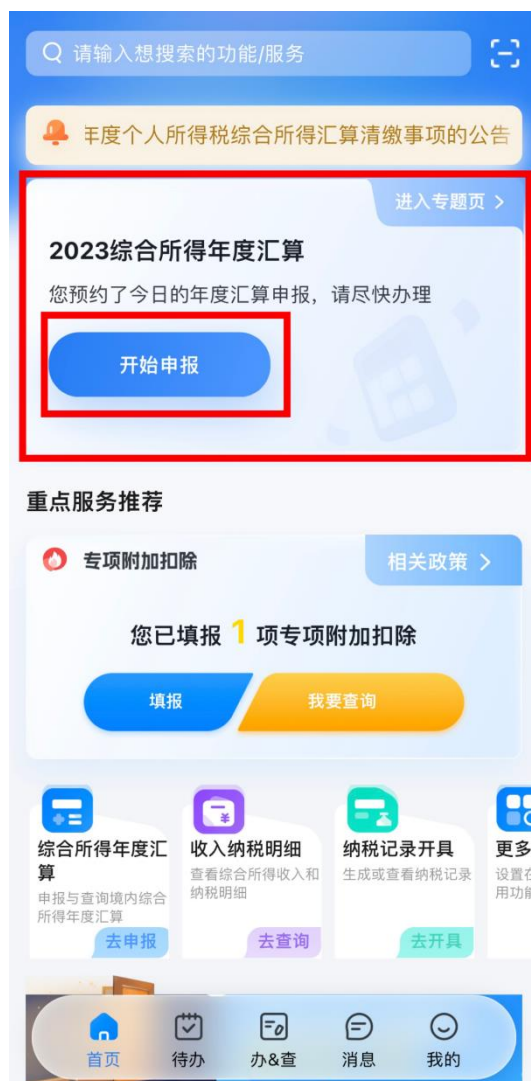 请输入想搜索的功能/服务
年度个人所得税综合所得汇算清缴事项的公告
进入专题页 >
2023综合所得年度汇算
您预约了今日的年度汇算申报，请尽快办理
开始申报
重点服务推荐
专项附加扣除
相关政策 >
您已填报 1 项专项附加扣除
填报
我要查询
综合所得年度汇
算
申报与查询境内综合
所得年度汇算
去申报
收入纳税明细
查看综合所得收入和
纳税明细
去查询
纳税记录开具
生成或查看纳税记录
去开具
更多
设置在
用功能
首页
待办
办&查
消息
我的